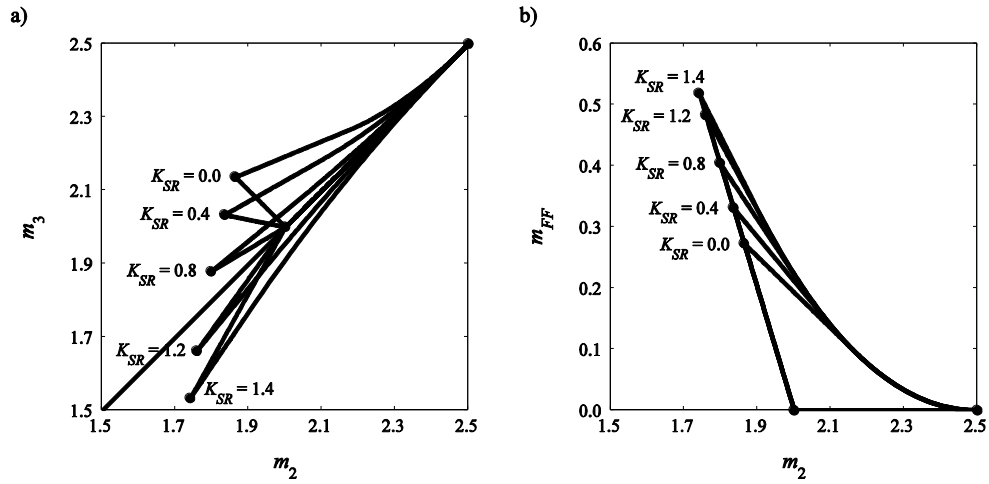 a)
2.5
2.3
2.1
1.9
1.7
1.5
m3
K_SR = 0.0
K_SR = 0.4
K_SR = 0.8
K_SR = 1.2
K_SR = 1.4
1.5 1.7 1.9 2.1 2.3 2.5
m2
b)
0.6
0.5
0.4
0.3
0.2
0.1
0.0
m_FF
K_SR = 1.4
K_SR = 1.2
K_SR = 0.8
K_SR = 0.4
K_SR = 0.0
1.5 1.7 1.9 2.1 2.3 2.5
m2